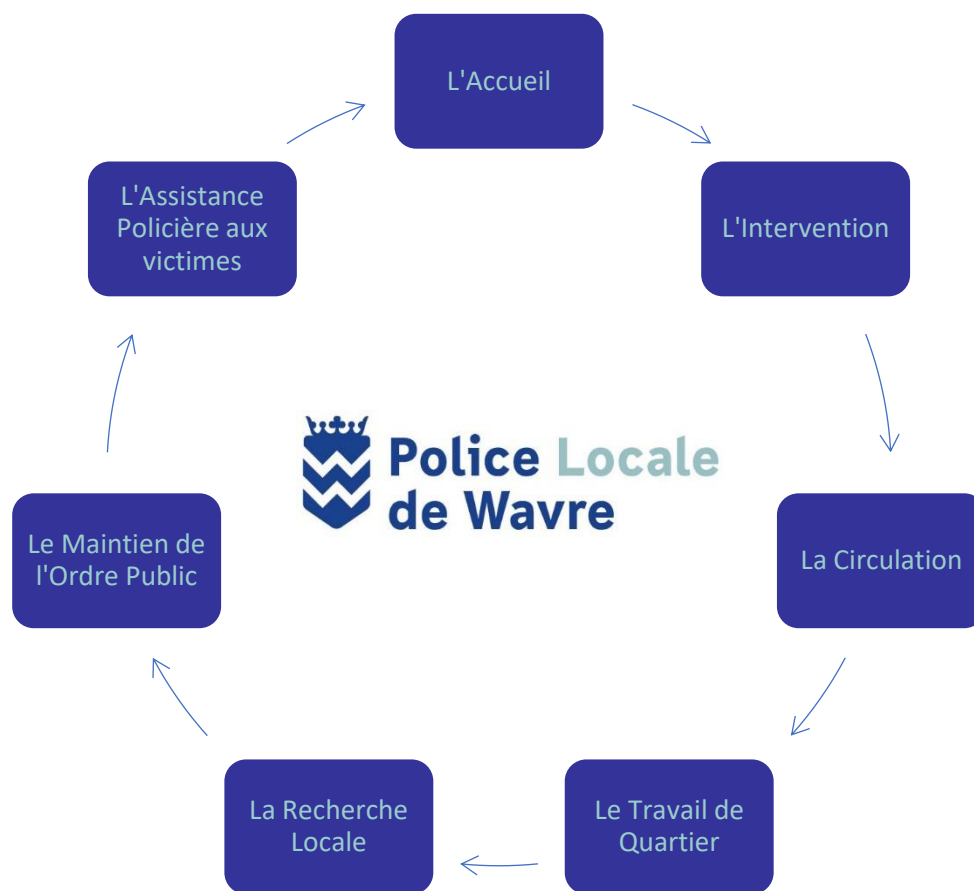 L'Accueil
L'Intervention
La Circulation
Le Travail de
Quartier
La Recherche
Locale
Le Maintien de
l'Ordre Public
L'Assistance
Policière aux
victimes
Police Locale
de Wavre